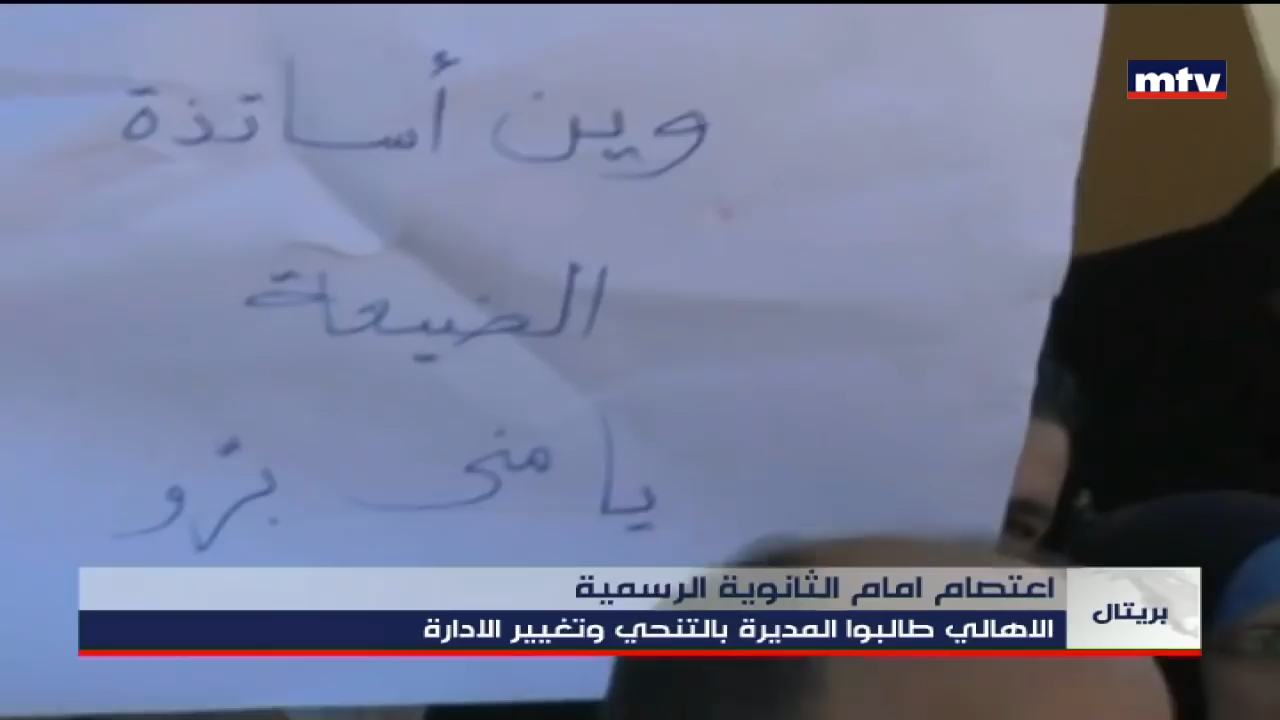 mtv
وين أساتذة
الضيعة
يا منى بزو
بريتال
اعتصام امام الثانوية الرسمية
الاهالي طالبوا المديرة بالتنحي وتغيير الادارة